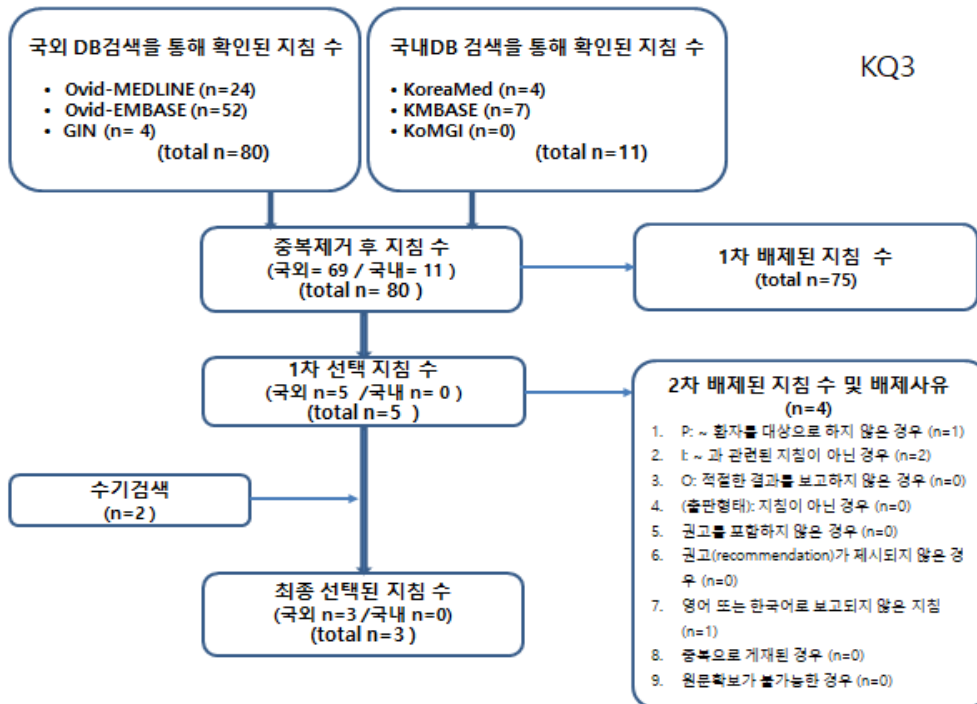 국외 DB검색을 통해 확인된 지침 수
• Ovid-MEDLINE (n=24)
• Ovid-EMBASE (n=52)
• GIN (n= 4)
(total n=80)
국내DB 검색을 통해 확인된 지침 수
• KoreaMed (n=4)
• KMBASE (n=7)
• KoMGI (n=0)
(total n=11)
KQ3
중복제거 후 지침 수
(국외= 69 / 국내= 11 )
(total n= 80 )
1차 배제된 지침 수
(total n=75)
1차 선택 지침 수
(국외 n=5 /국내 n= 0 )
(total n=5 )
2차 배제된 지침 수 및 배제사유
(n=4)
1. P: ~ 환자를 대상으로 하지 않은 경우 (n=1)
2. I: ~ 과 관련된 지침이 아닌 경우 (n=2)
3. O: 적절한 결과를 보고하지 않은 경우 (n=0)
4. (출판형태): 지침이 아닌 경우 (n=0)
5. 권고를 포함하지 않은 경우 (n=0)
6. 권고(recommendation)가 제시되지 않은 경
우 (n=0)
7. 영어 또는 한국어로 보고되지 않은 지침
(n=1)
8. 중복으로 게재된 경우 (n=0)
9. 원문확보가 불가능한 경우 (n=0)
수기검색
(n=2 )
최종 선택된 지침 수
(국외 n=3 /국내 n=0)
(total n=3 )